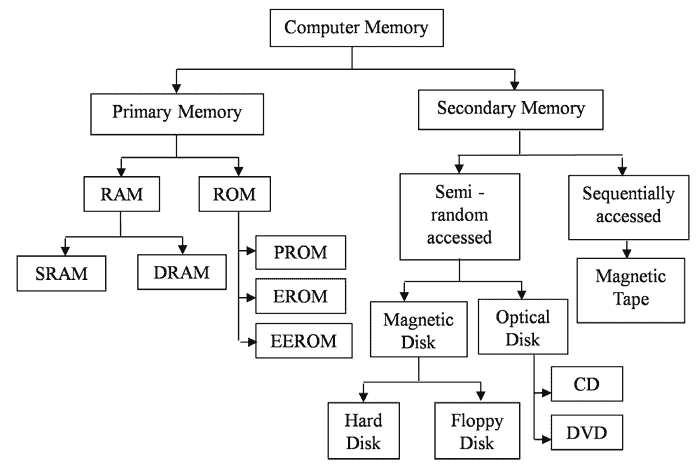 Computer Memory
Primary Memory
Secondary Memory
RAM
ROM
Semi -
random
accessed
Sequentially
accessed
SRAM
DRAM
PROM
EROM
EEROM
Magnetic
Tape
Magnetic
Disk
Optical
Disk
Hard
Disk
Floppy
Disk
CD
DVD